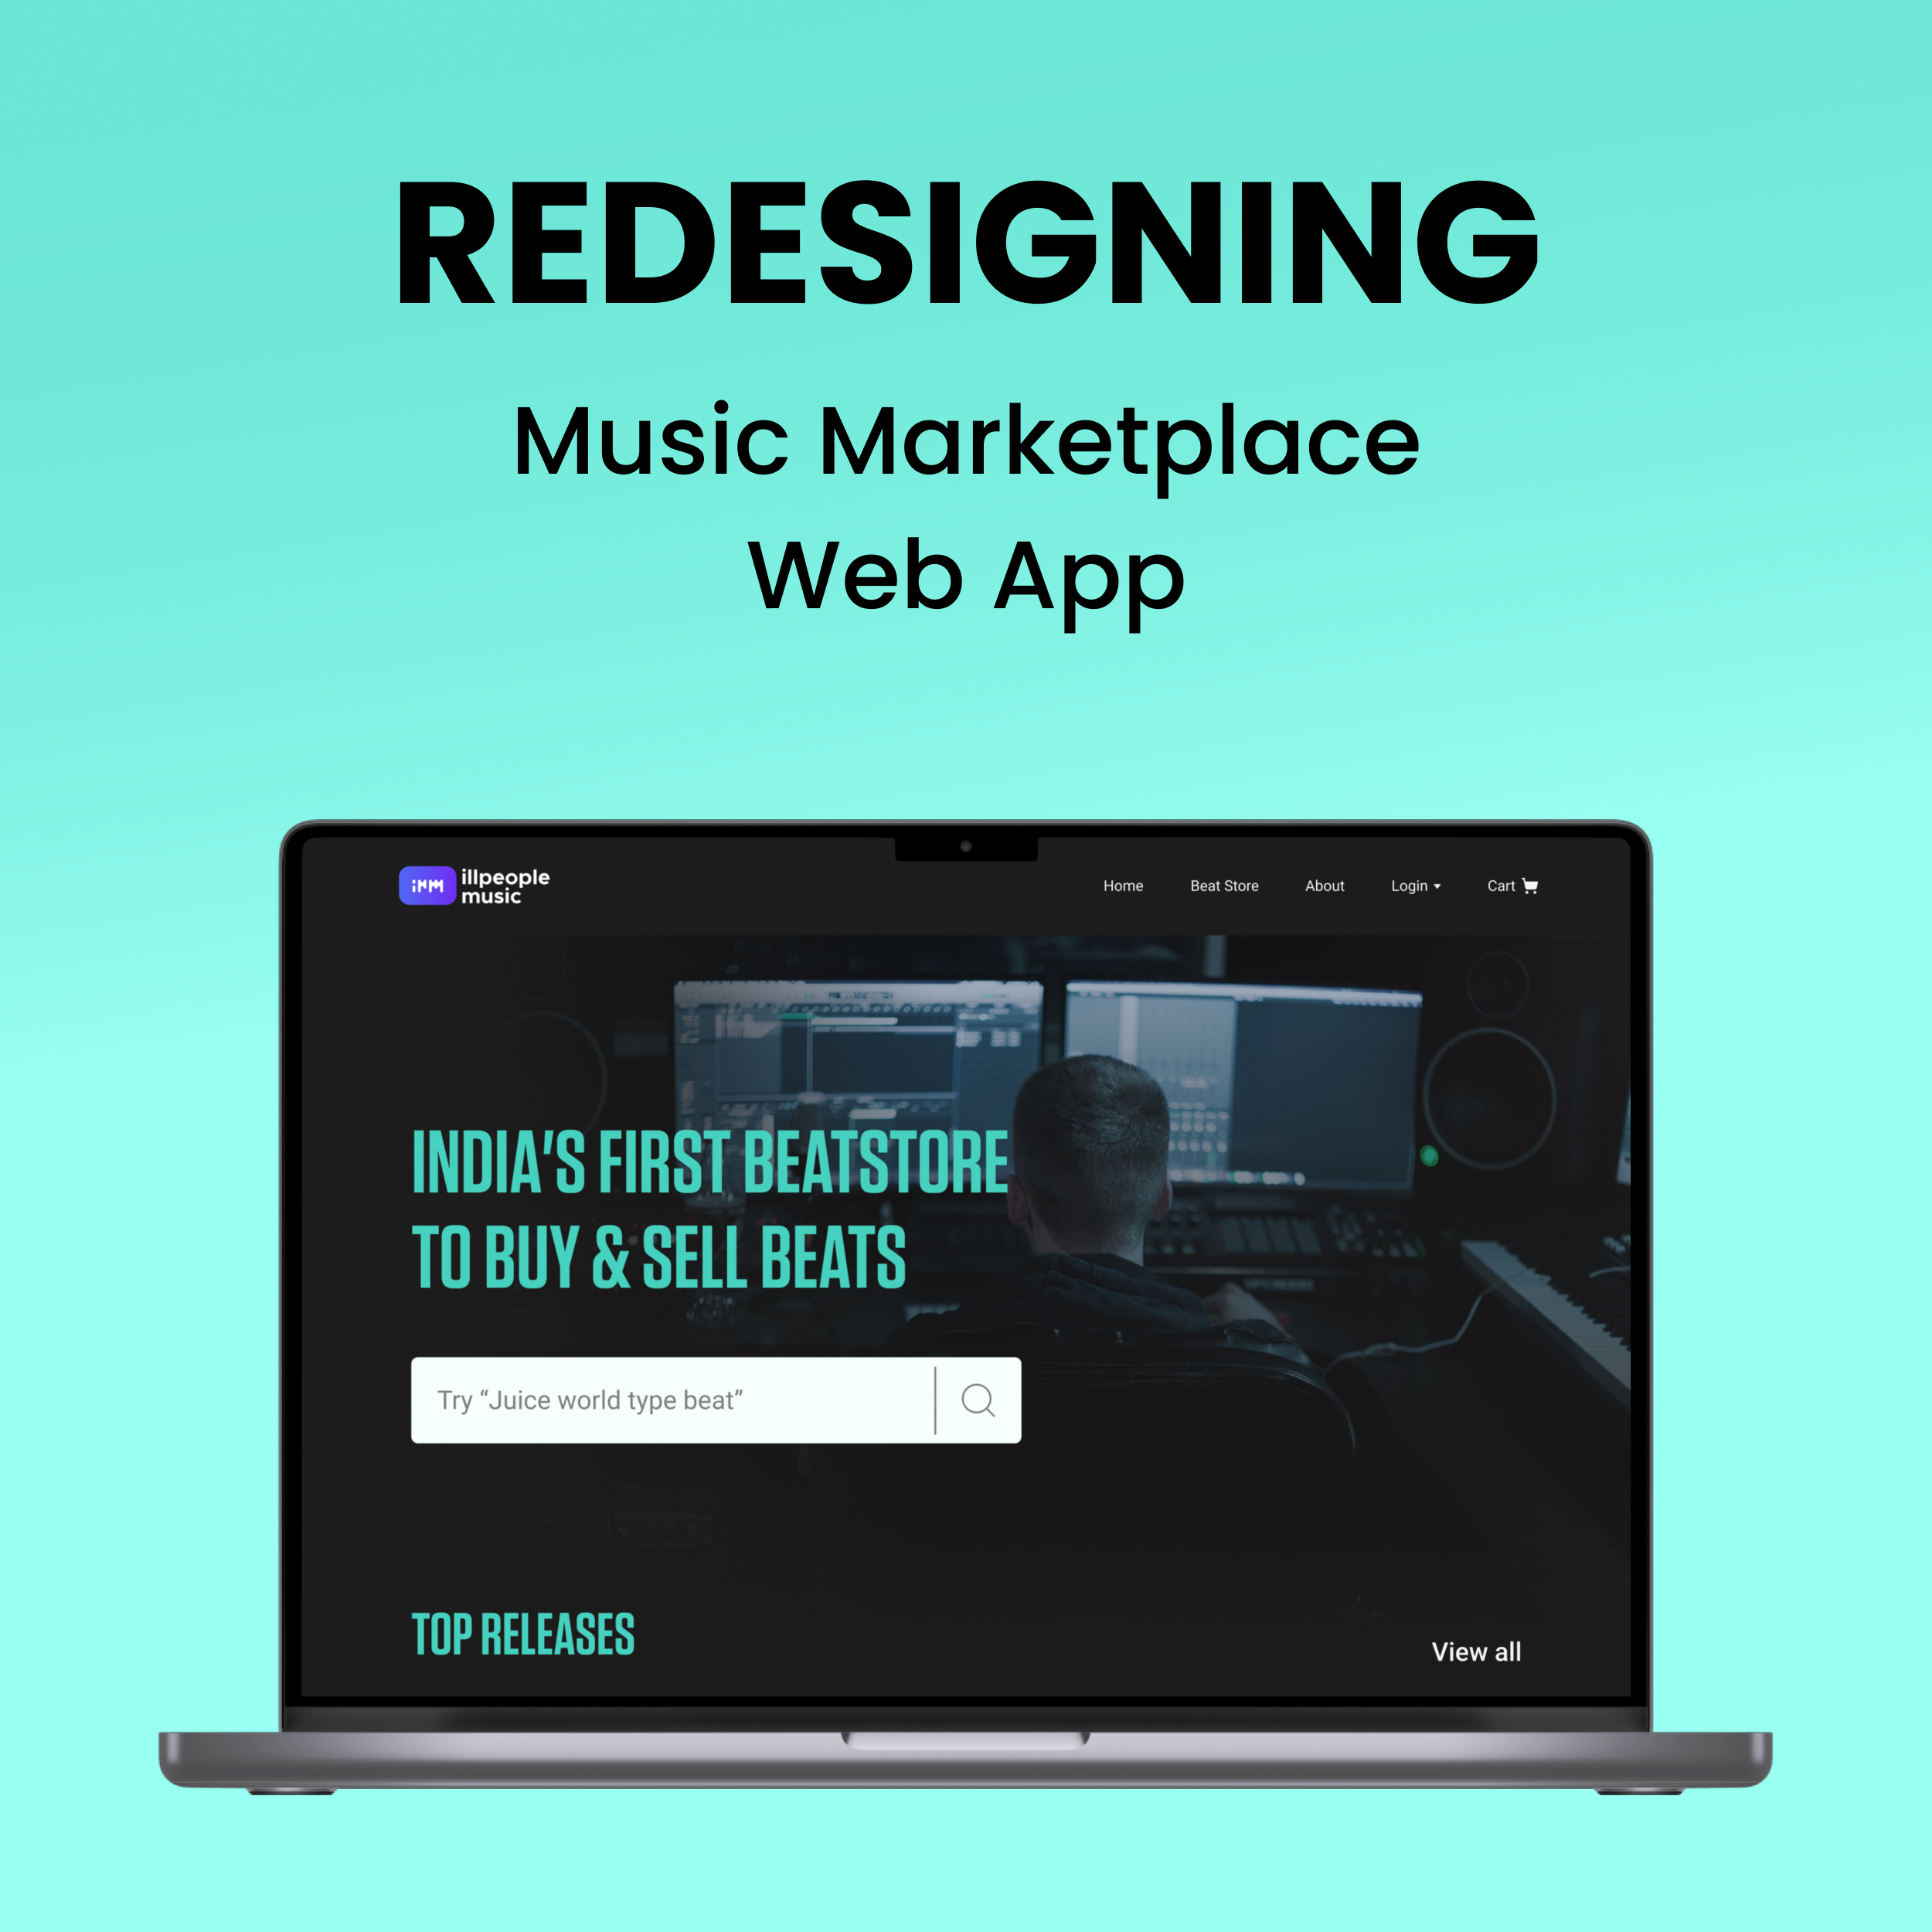 REDESIGNING
Music Marketplace
Web App
illpeople
music
Home Beat Store About Login Cart
INDIA'S FIRST BEATSTORE
TO BUY & SELL BEATS
Try “Juice world type beat”
TOP RELEASES
View all